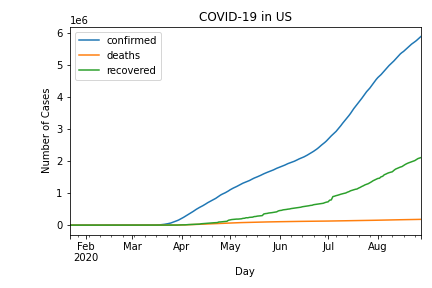 COVID-19 in US
1e6
6
5
4
3
2
1
0
Number of Cases
confirmed
deaths
recovered
Feb Mar Apr May Jun Jul Aug
2020
Day